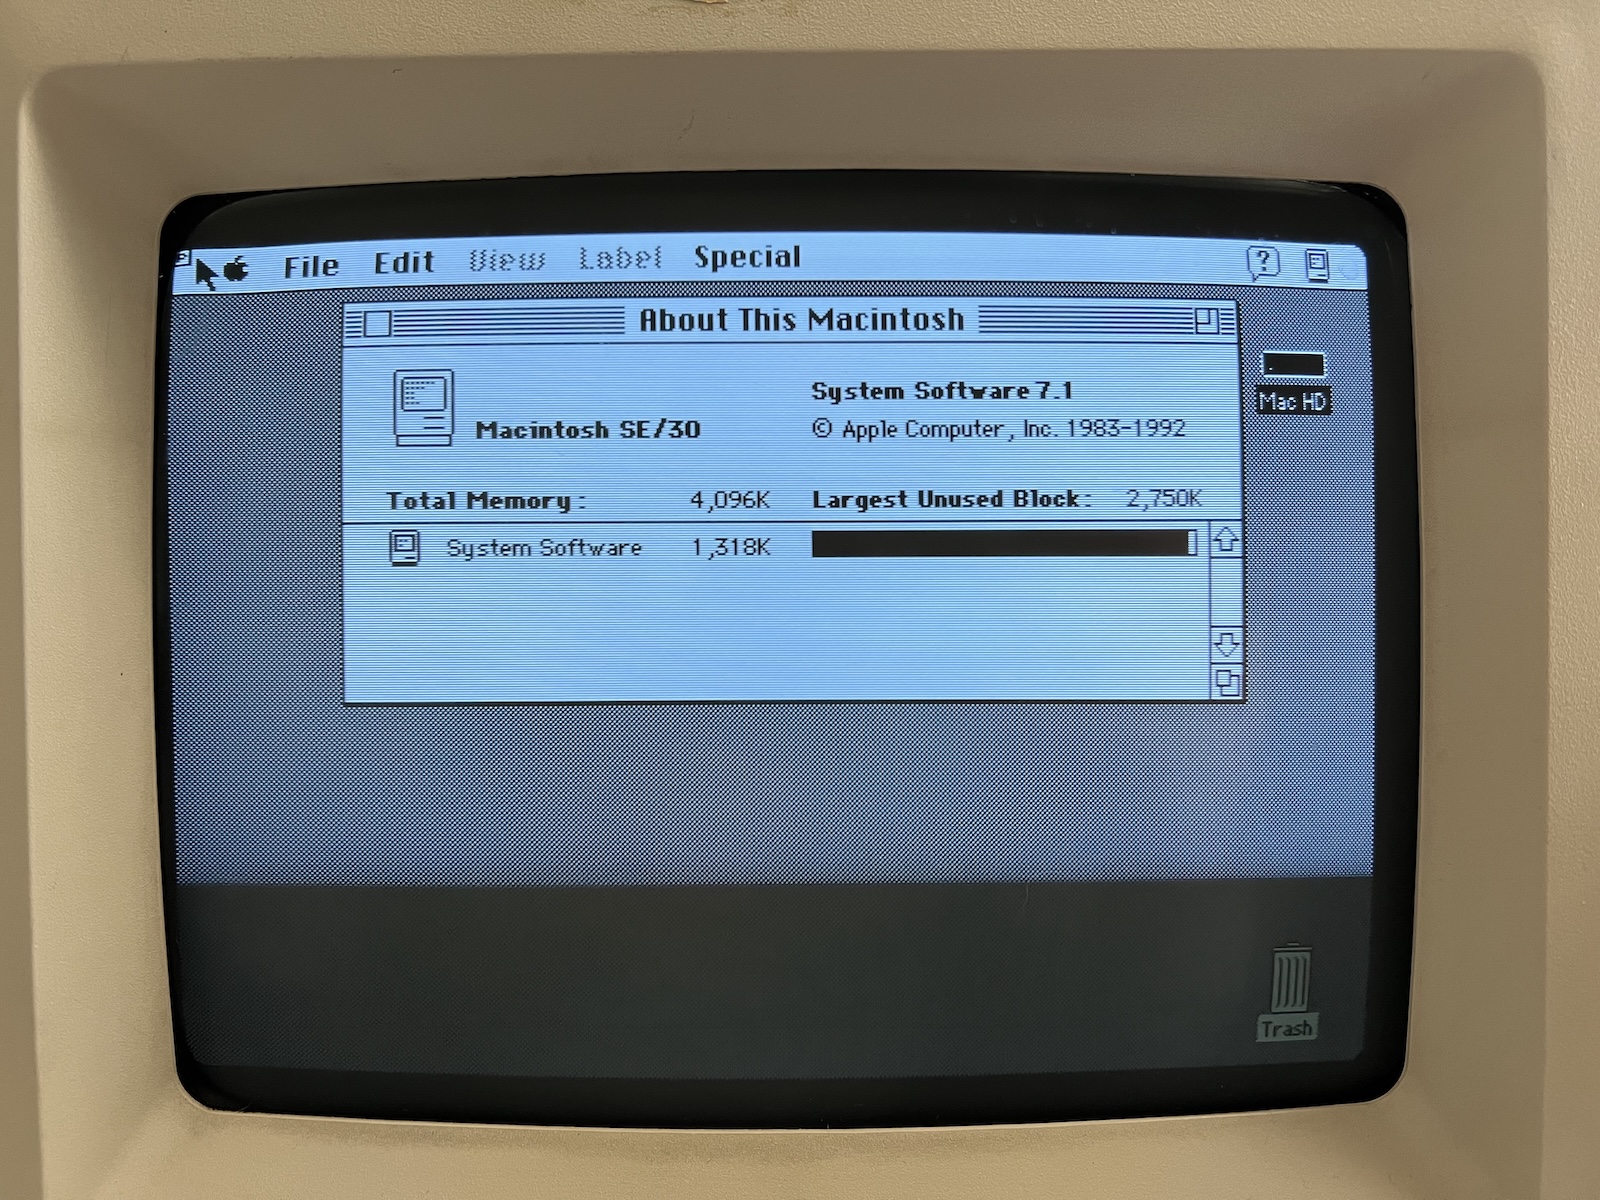 File Edit View Label Special
About This Macintosh
System Software 7.1
Macintosh SE/30
© Apple Computer, Inc. 1983-1992
Mac HD
Total Memory: 4,096K Largest Unused Block: 2,750K
System Software 1,318K
Trash